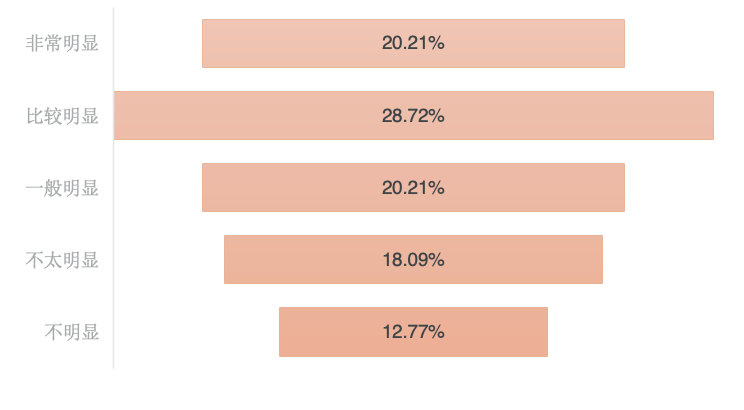 非常明显 20.21%
比较明显 28.72%
一般明显 20.21%
不太明显 18.09%
不明显 12.77%